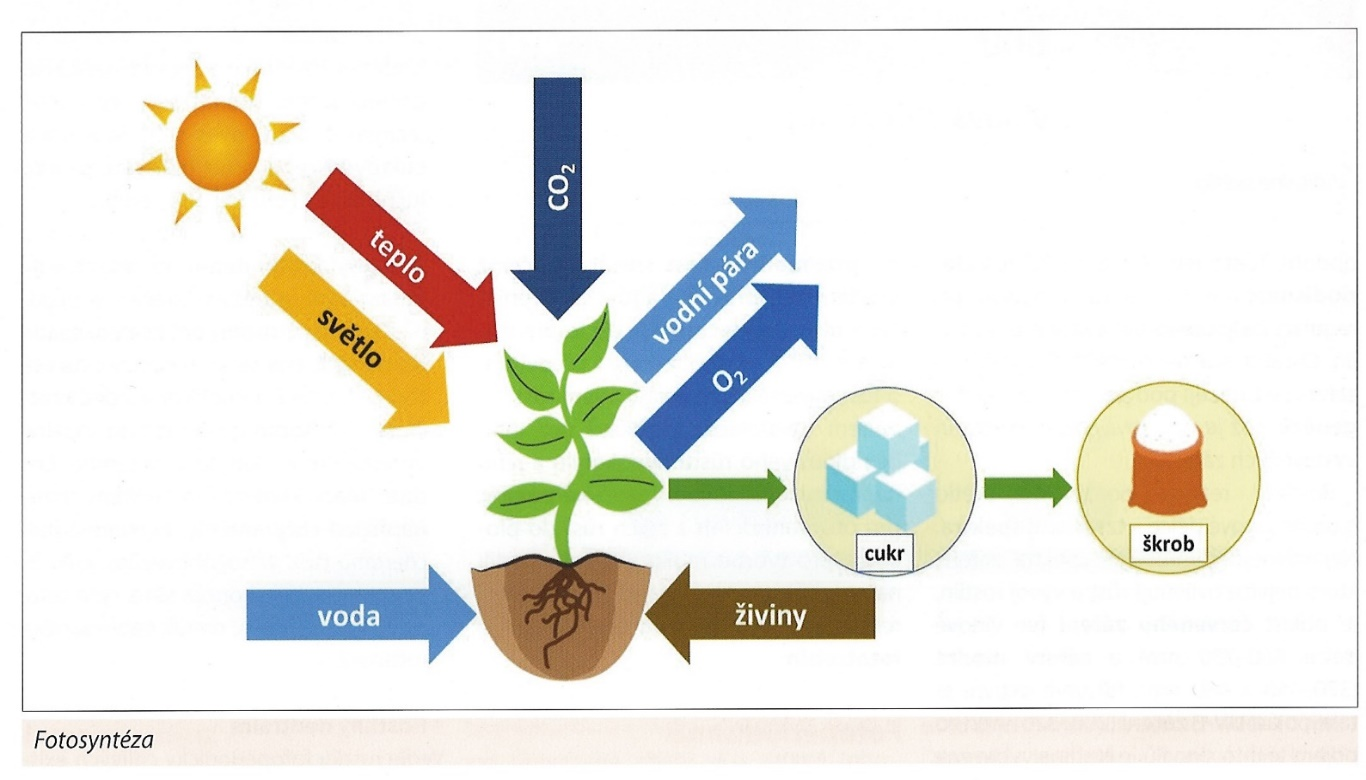 CO₂
teplo
světlo
vodní pára
O₂
cukr
škrob
voda
živiny
Fotosyntéza